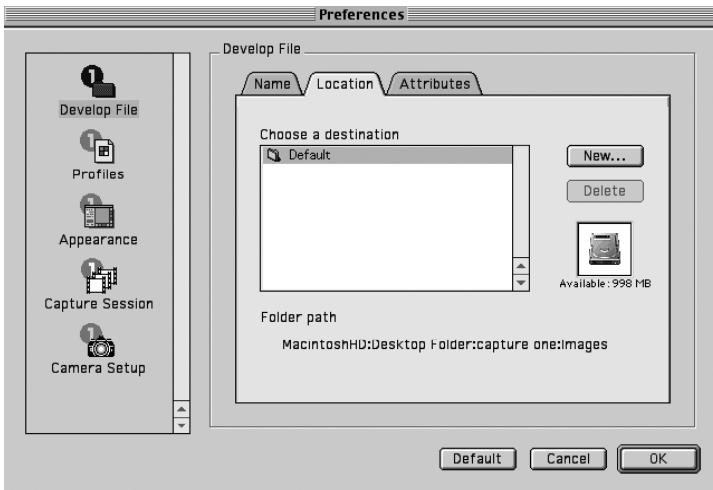 Preferences
Develop File
Profiles
Appearance
Capture Session
Camera Setup
Develop File
Name
Location
Attributes
Choose a destination
Default
New...
Delete
Available: 998 MB
Folder path
MacintoshHD:Desktop Folder:capture one:Images
Default
Cancel
OK